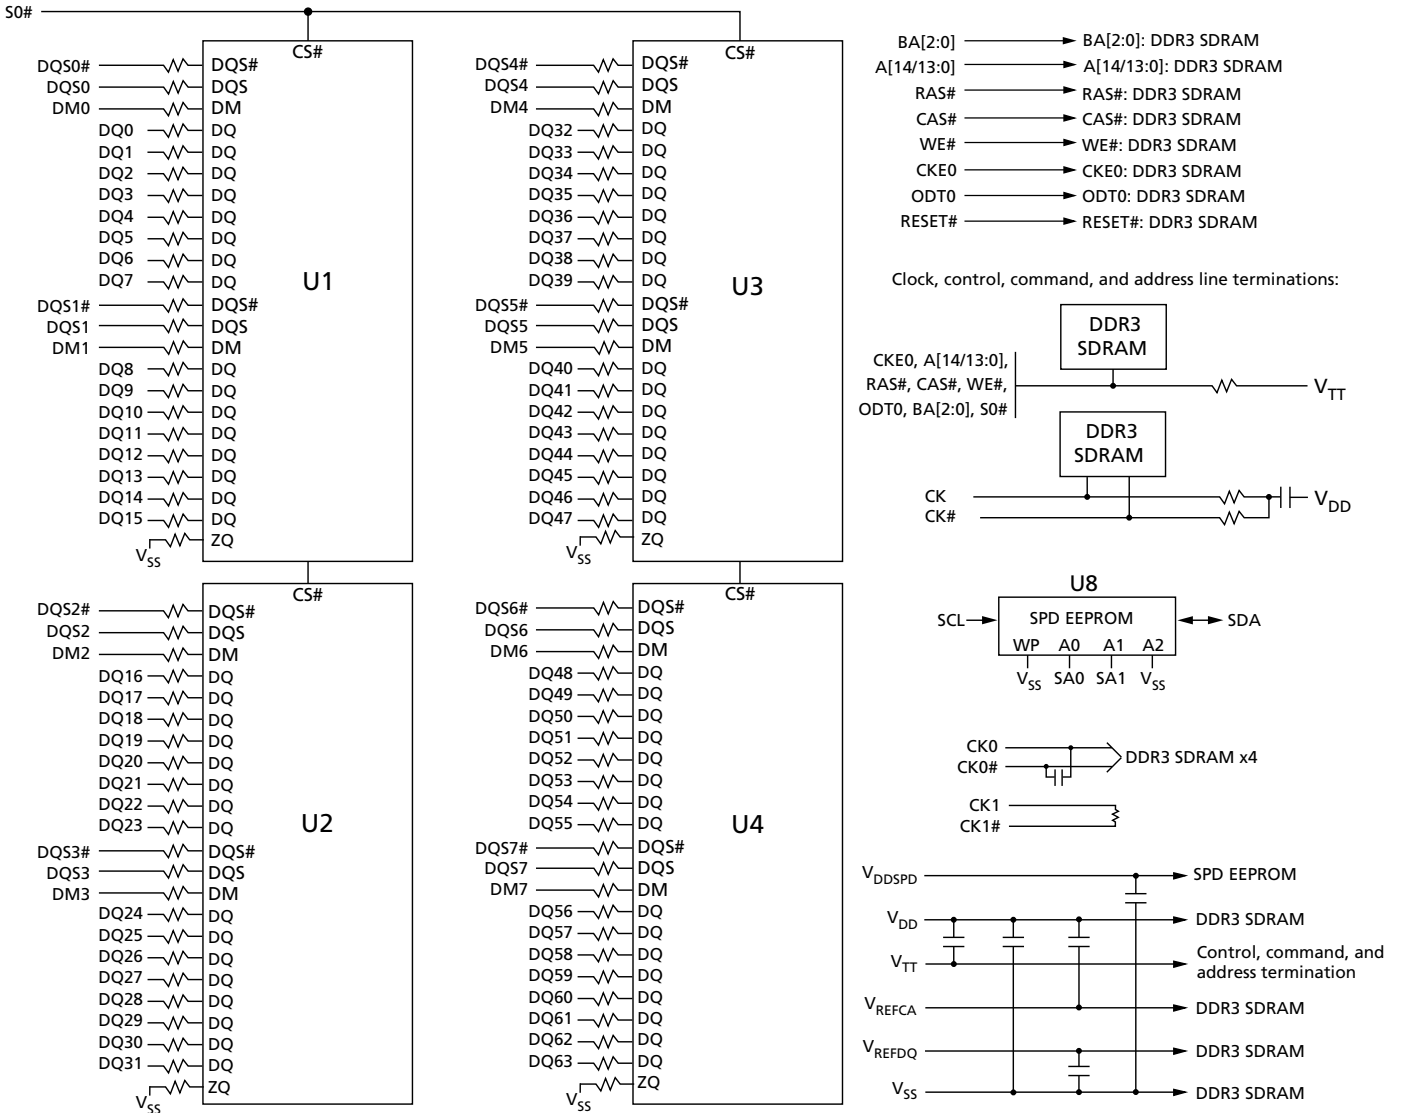 S0#
CS#
DQS0# DQS#
DQS0 DQS
DM0 DM
DQ0 DQ
DQ1 DQ
DQ2 DQ
DQ3 DQ
DQ4 DQ
DQ5 DQ
DQ6 DQ
DQ7 DQ
U1
DQS1# DQS#
DQS1 DQS
DM1 DM
DQ8 DQ
DQ9 DQ
DQ10 DQ
DQ11 DQ
DQ12 DQ
DQ13 DQ
DQ14 DQ
DQ15 DQ
VSS ZQ
CS#
DQS2# DQS#
DQS2 DQS
DM2 DM
DQ16 DQ
DQ17 DQ
DQ18 DQ
DQ19 DQ
DQ20 DQ
DQ21 DQ
DQ22 DQ
DQ23 DQ
U2
DQS3# DQS#
DQS3 DQS
DM3 DM
DQ24 DQ
DQ25 DQ
DQ26 DQ
DQ27 DQ
DQ28 DQ
DQ29 DQ
DQ30 DQ
DQ31 DQ
VSS ZQ
CS#
DQS4# DQS#
DQS4 DQS
DM4 DM
DQ32 DQ
DQ33 DQ
DQ34 DQ
DQ35 DQ
DQ36 DQ
DQ37 DQ
DQ38 DQ
DQ39 DQ
U3
DQS5# DQS#
DQS5 DQS
DM5 DM
DQ40 DQ
DQ41 DQ
DQ42 DQ
DQ43 DQ
DQ44 DQ
DQ45 DQ
DQ46 DQ
DQ47 DQ
VSS ZQ
CS#
DQS6# DQS#
DQS6 DQS
DM6 DM
DQ48 DQ
DQ49 DQ
DQ50 DQ
DQ51 DQ
DQ52 DQ
DQ53 DQ
DQ54 DQ
DQ55 DQ
U4
DQS7# DQS#
DQS7 DQS
DM7 DM
DQ56 DQ
DQ57 DQ
DQ58 DQ
DQ59 DQ
DQ60 DQ
DQ61 DQ
DQ62 DQ
DQ63 DQ
VSS ZQ
BA[2:0] BA[2:0]: DDR3 SDRAM
A[14/13:0] A[14/13:0]: DDR3 SDRAM
RAS# RAS#: DDR3 SDRAM
CAS# CAS#: DDR3 SDRAM
WE# WE#: DDR3 SDRAM
CKE0 CKE0: DDR3 SDRAM
ODT0 ODT0: DDR3 SDRAM
RESET# RESET#: DDR3 SDRAM
Clock, control, command, and address line terminations:
DDR3
SDRAM
CKE0, A[14/13:0],
RAS#, CAS#, WE#,
ODT0, BA[2:0], S0#
VTT
DDR3
SDRAM
CK
CK#
VDD
U8
SCL SPD EEPROM SDA
WP A0 A1 A2
VSS SA0 SA1 VSS
CK0
CK0#
DDR3 SDRAM x4
CK1
CK1#
VDDSPD SPD EEPROM
VDD DDR3 SDRAM
VTT Control, command, and
address termination
VREFCA DDR3 SDRAM
VREFDQ DDR3 SDRAM
VSS DDR3 SDRAM